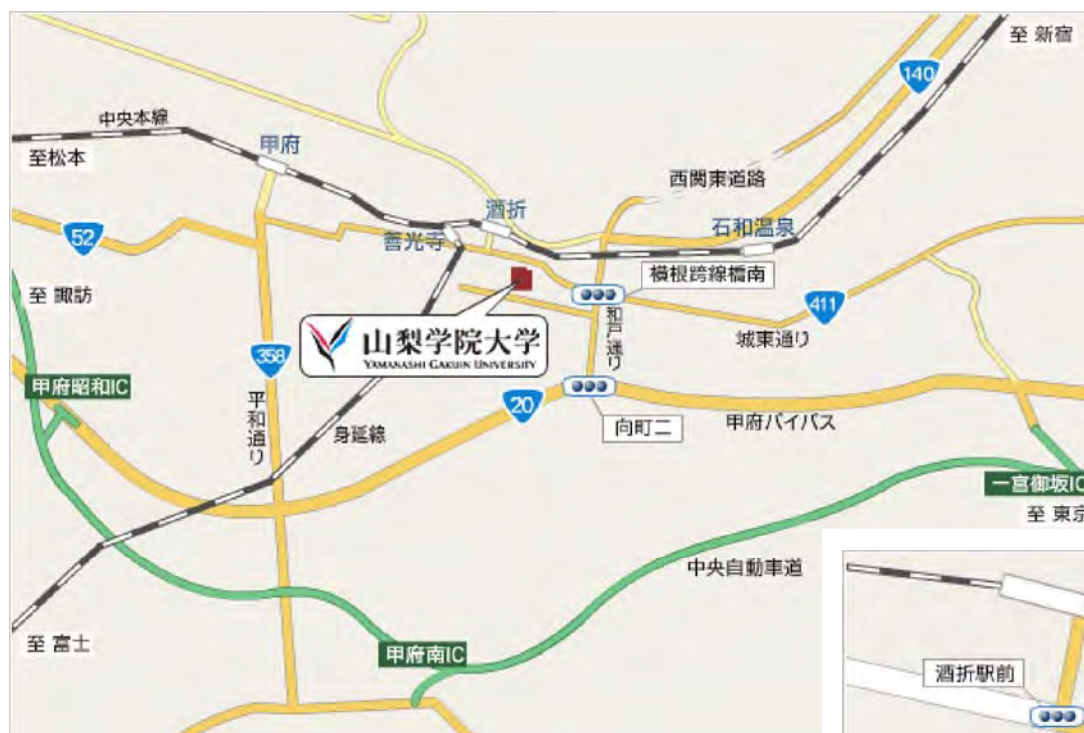 至 新宿
140
中央本線
至松本
甲府
西関東道路
酒折
善光寺
石和温泉
52
横根跨線橋南
至 諏訪
411
和戸通り
城東通り
山梨学院大学
YAMANASHI GAKUIN UNIVERSITY
358
甲府昭和IC
20
平和通り
身延線
向町二
甲府バイパス
一宮御坂IC
至 東京
中央自動車道
至 富士
甲府南IC
酒折駅前